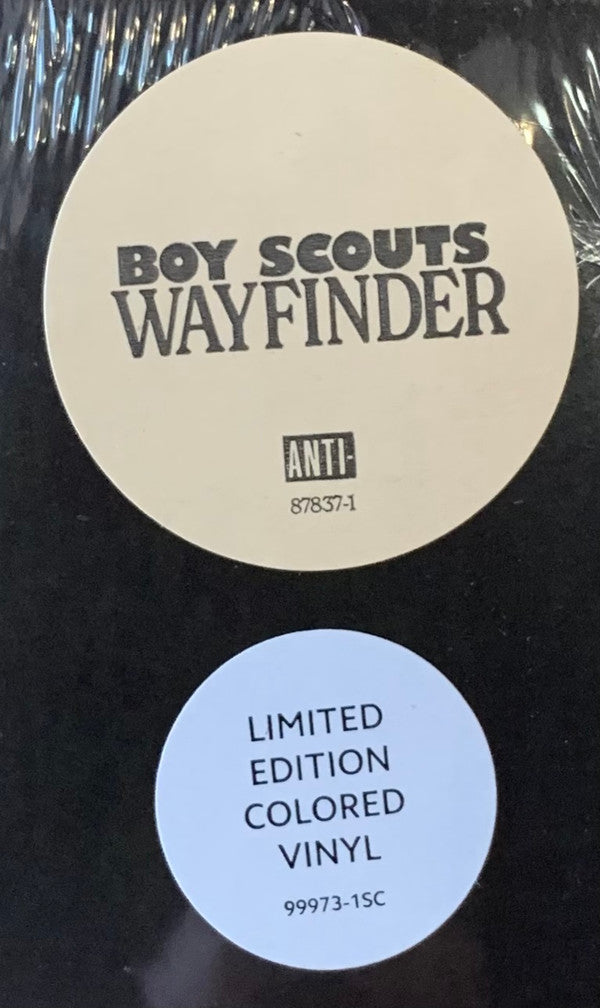 BOY SCOUTS
WAYFINDER
ANTI-
87837-1
LIMITED
EDITION
COLORED
VINYL
99973-1SC